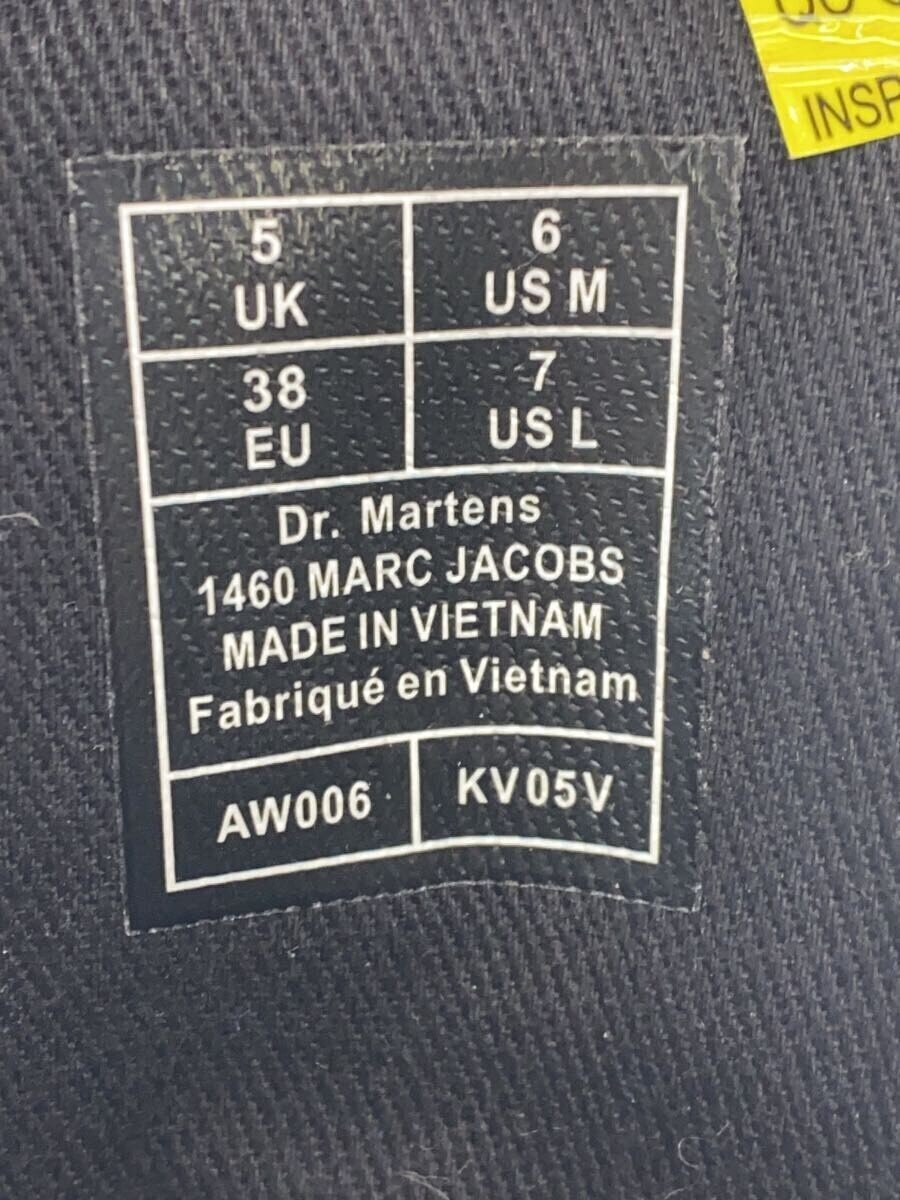 INSP
5
UK
6
US M
38
EU
7
US L
Dr. Martens
1460 MARC JACOBS
MADE IN VIETNAM
Fabriqué en Vietnam
AW006
KV05V